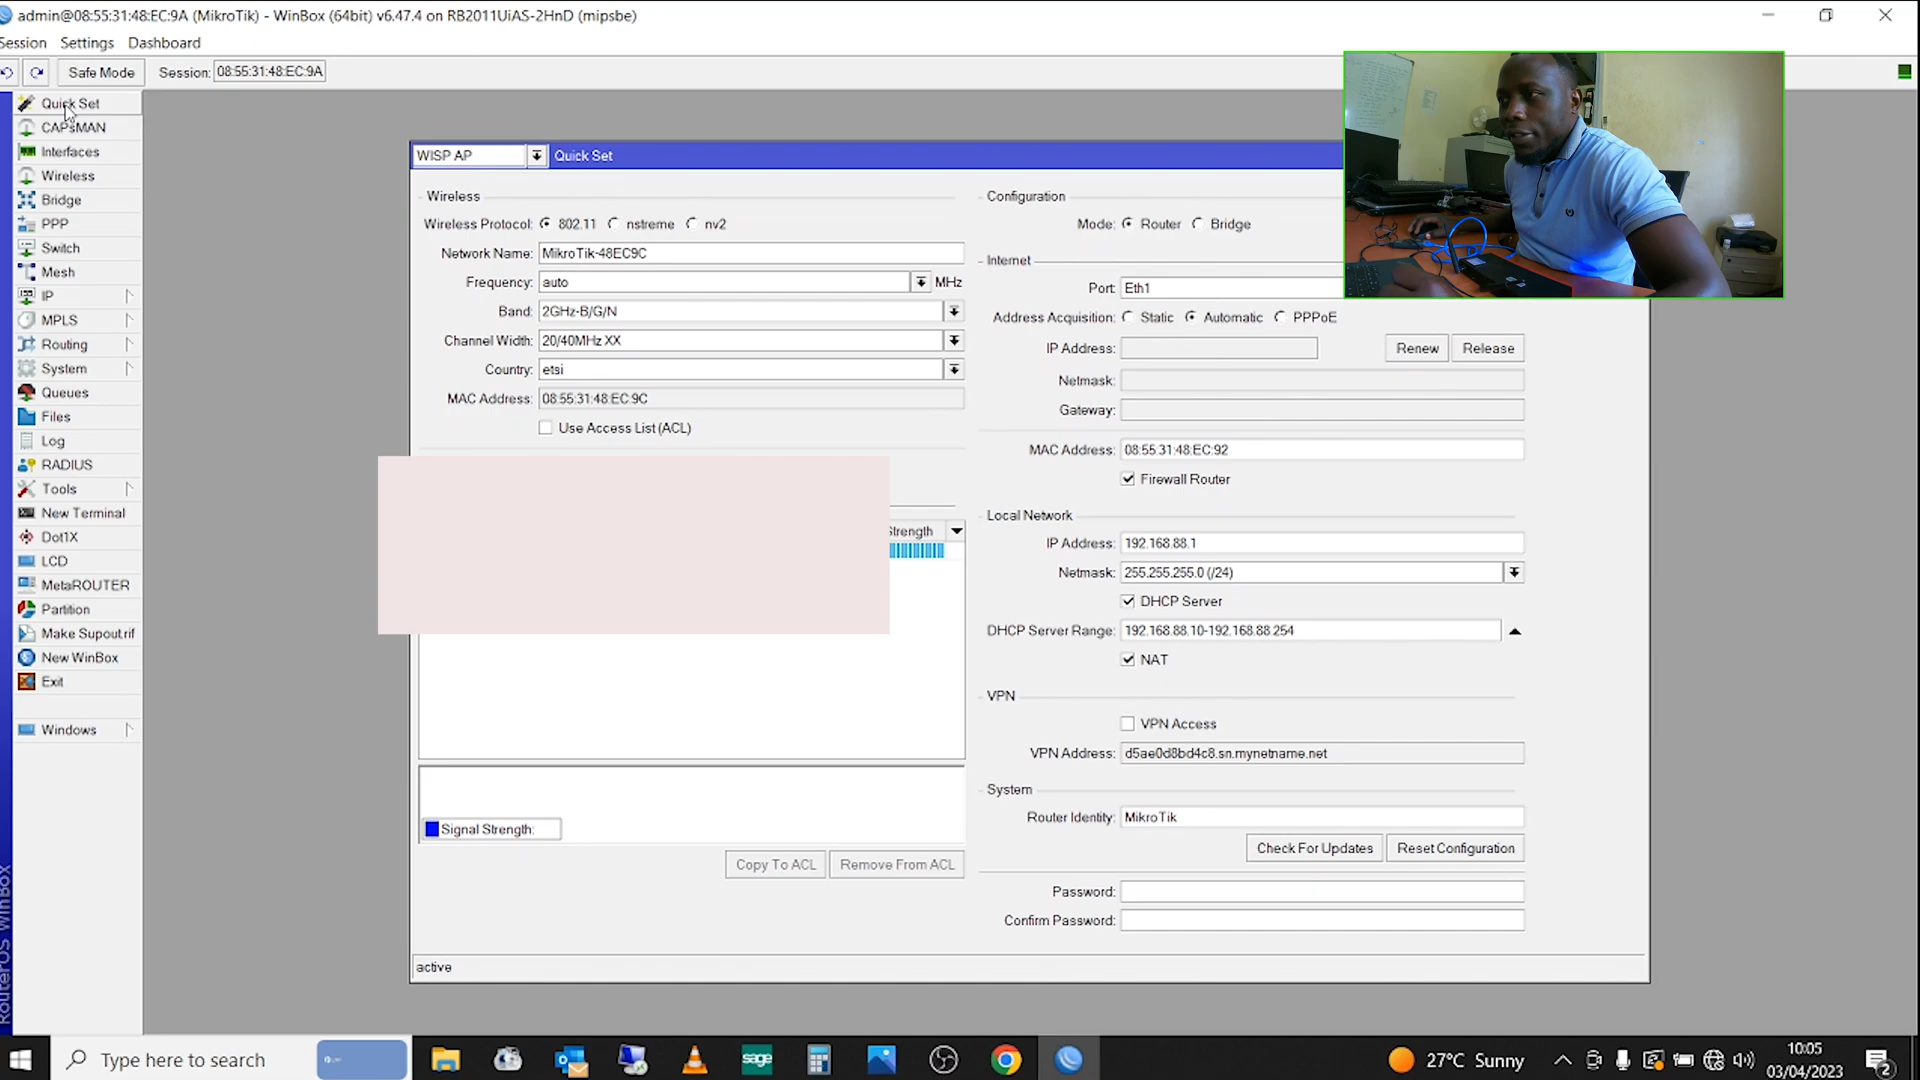 admin@08:55:31:48:EC:9A (MikroTik) - WinBox (64bit) v6.47.4 on RB2011UiAS-2HnD (mipsbe)
Session Settings Dashboard
Safe Mode Session: 08:55:31:48:EC:9A
Quick Set
CAPsMAN
Interfaces
Wireless
Bridge
PPP
Switch
Mesh
IP
MPLS
Routing
System
Queues
Files
Log
RADIUS
Tools
New Terminal
Dot1X
LCD
MetaROUTER
Partition
Make Supout.rif
New WinBox
Exit
Windows
RouterOS WinBox
WISP AP Quick Set
Wireless
Wireless Protocol: 802.11 nstreme nv2
Network Name: MikroTik-48EC9C
Frequency: auto MHz
Band: 2GHz-B/G/N
Channel Width: 20/40MHz XX
Country: etsi
MAC Address: 08:55:31:48:EC:9C
Use Access List (ACL)
Strength
Signal Strength:
Copy To ACL Remove From ACL
Configuration
Mode: Router Bridge
Internet
Port: Eth1
Address Acquisition: Static Automatic PPPoE
IP Address: Renew Release
Netmask:
Gateway:
MAC Address: 08:55:31:48:EC:92
Firewall Router
Local Network
IP Address: 192.168.88.1
Netmask: 255.255.255.0 (/24)
DHCP Server
DHCP Server Range: 192.168.88.10-192.168.88.254
NAT
VPN
VPN Access
VPN Address: d5ae0d8bd4c8.sn.mynetname.net
System
Router Identity: MikroTik
Check For Updates Reset Configuration
Password:
Confirm Password:
active
Type here to search
sage
27°C Sunny
10:05
03/04/2023
2